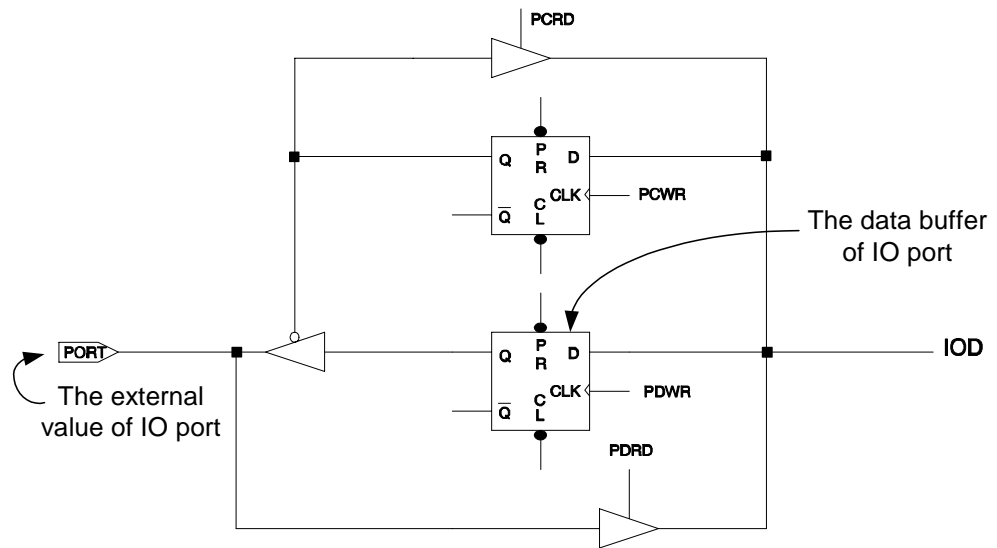 PCRD
Q
P
R
D
CLK
PCWR
C
L
Q
The data buffer
of IO port
PORT
Q
P
R
D
IOD
CLK
PDWR
C
L
Q
The external
value of IO port
PDRD